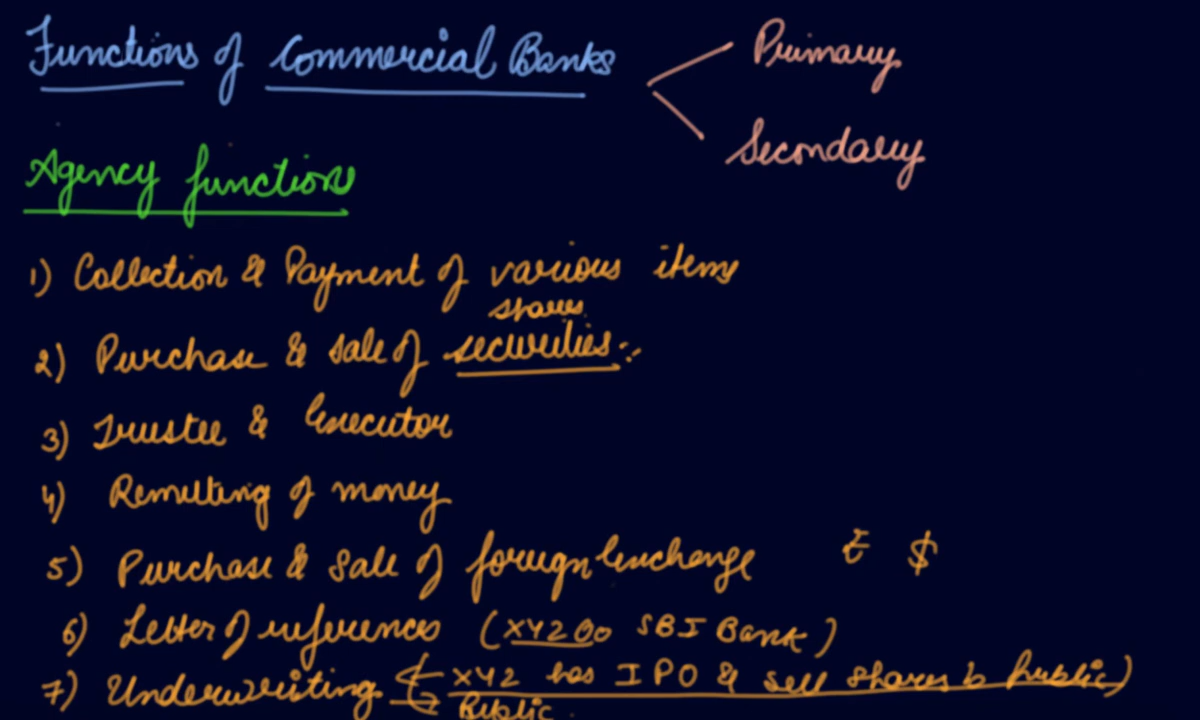 Functions of Commercial Banks
Primary
Secondary
Agency function
1) Collection & Payment of various items
shares
2) Purchase & sale of securities
3) Trustee & Executor
4) Remitting of money
5) Purchase & Sale of foreign Exchange ₹ $
6) Letter of references (XYZ Co SBI Bank)
7) Underwriting (XYZ has IPO & sell shares to public)
Public